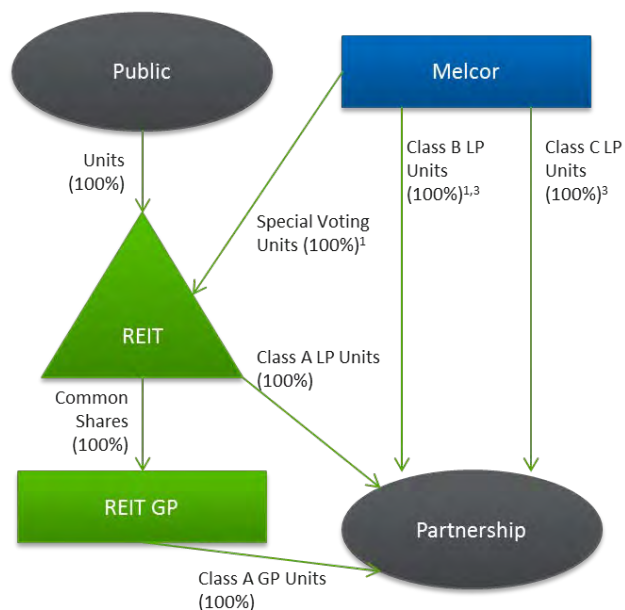 Public
Melcor
Units
(100%)
Class B LP
Units
(100%)1,3
Class C LP
Units
(100%)3
Special Voting
Units (100%)1
REIT
Class A LP Units
(100%)
Common
Shares
(100%)
REIT GP
Partnership
Class A GP Units
(100%)